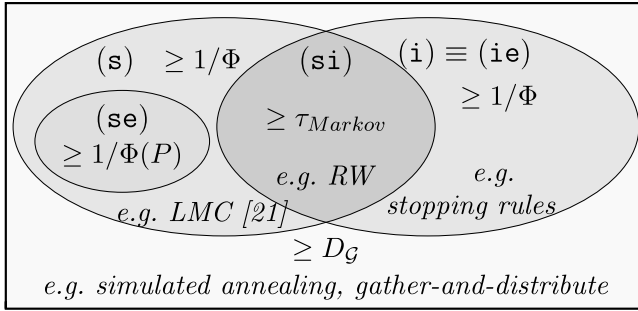 (s) ≥ 1/Φ (si) (i) ≡ (ie)
≥ 1/Φ
(se)
≥ 1/Φ(P)
≥ τ_Markov
e.g. RW
e.g.
stopping rules
e.g. LMC [21]
≥ D_𝒢
e.g. simulated annealing, gather-and-distribute